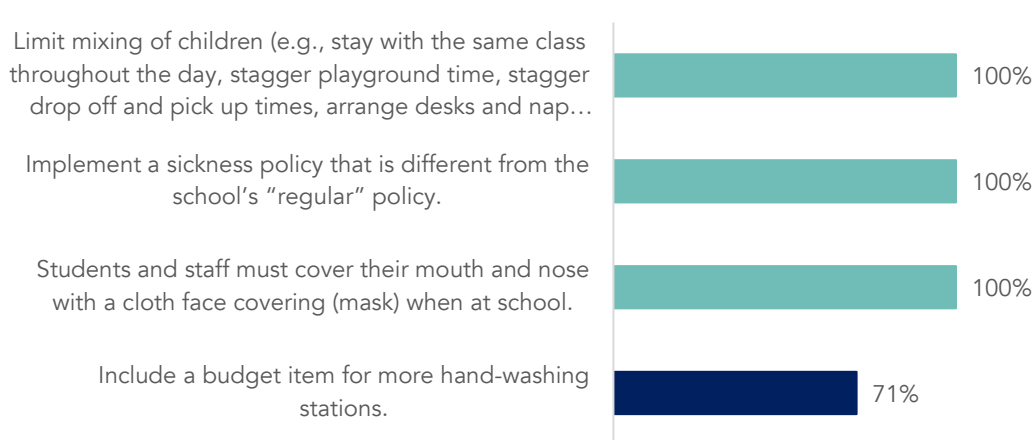 Limit mixing of children (e.g., stay with the same class
throughout the day, stagger playground time, stagger
drop off and pick up times, arrange desks and nap…
100%
Implement a sickness policy that is different from the
school’s “regular” policy.
100%
Students and staff must cover their mouth and nose
with a cloth face covering (mask) when at school.
100%
Include a budget item for more hand-washing
stations.
71%